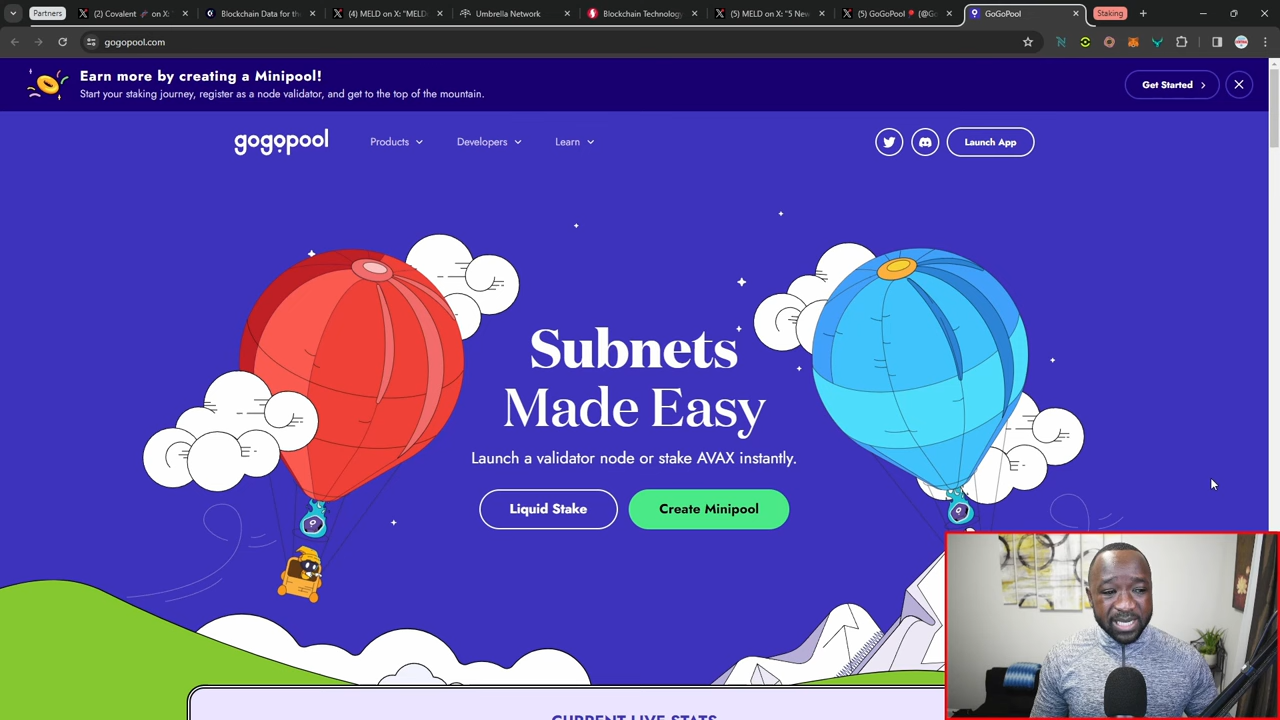 Partners
(2) Covalent
on X:
Blockchain Data for th
(4) MELD on X: "MELD
Umbrella Network
Blockchain Technology
(5) MELD on X: "5 New
(5) GoGoPool
(@Go
GoGoPool
Staking
gogopool.com
Earn more by creating a Minipool!
Start your staking journey, register as a node validator, and get to the top of the mountain.
Get Started
gogopool
Products
Developers
Learn
Launch App
Subnets
Made Easy
Launch a validator node or stake AVAX instantly.
Liquid Stake
Create Minipool
CURRENT LIVE STATS